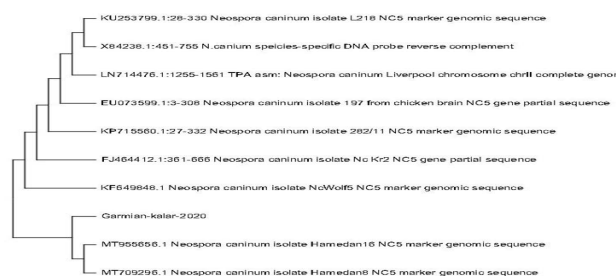 KU253799.1:28-330 Neospora caninum isolate L218 NC5 marker genomic sequence
X84238.1:451-755 N.canium speicies-specific DNA probe reverse complement
LN714476.1:1255-1561 TPA asm: Neospora caninum Liverpool chromosome chrII complete genom
EU073599.1:3-308 Neospora caninum isolate 197 from chicken brain NC5 gene partial sequence
KP715560.1:27-332 Neospora caninum isolate 282/11 NC5 marker genomic sequence
FJ464412.1:361-666 Neospora caninum isolate Nc Kr2 NC5 gene partial sequence
KF649848.1 Neospora caninum isolate NcWolf5 NC5 marker genomic sequence
Garmian-kalar-2020
MT955656.1 Neospora caninum isolate Hamedan16 NC5 marker genomic sequence
MT709296.1 Neospora caninum isolate Hamedan8 NC5 marker genomic sequence